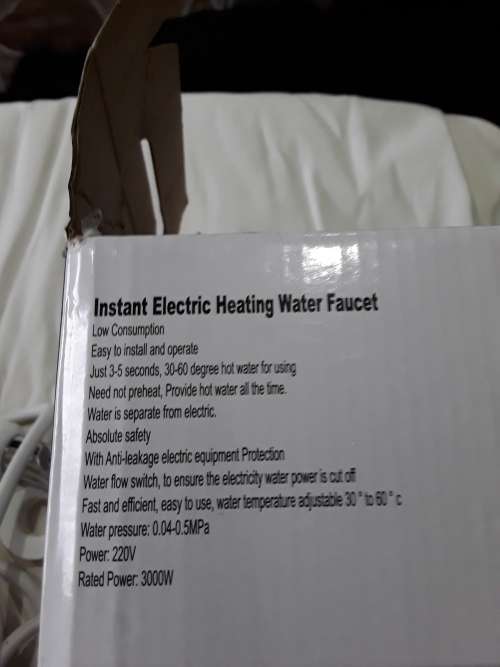 Instant Electric Heating Water Faucet
Low Consumption
Easy to install and operate
Just 3-5 seconds, 30-60 degree hot water for using
Need not preheat, Provide hot water all the time.
Water is separate from electric.
Absolute safety
With Anti-leakage electric equipment Protection
Water flow switch, to ensure the electricity water power is cut off
Fast and efficient, easy to use, water temperature adjustable 30 ° to 60 ° c
Water pressure: 0.04-0.5MPa
Power: 220V
Rated Power: 3000W